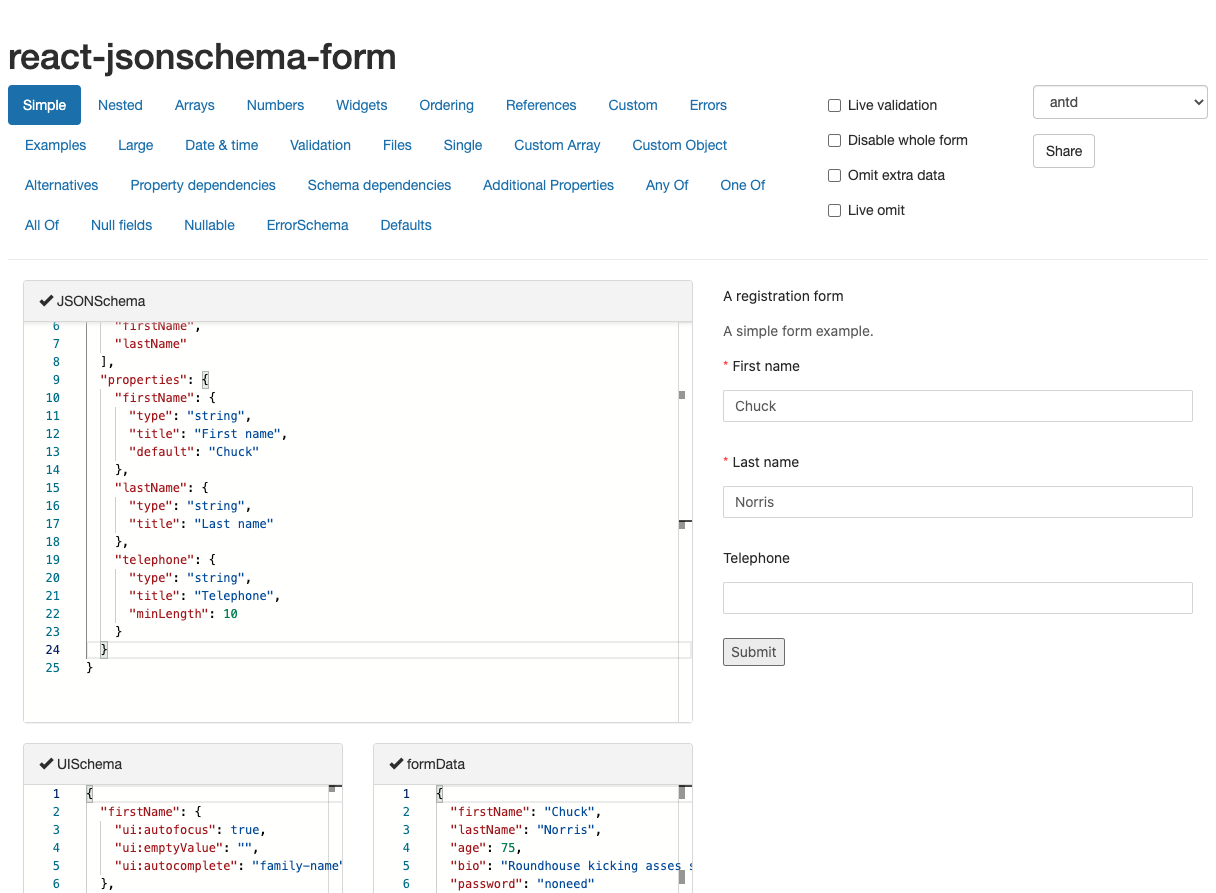 react-jsonschema-form
Simple Nested Arrays Numbers Widgets Ordering References Custom Errors
Examples Large Date & time Validation Files Single Custom Array Custom Object
Alternatives Property dependencies Schema dependencies Additional Properties Any Of One Of
All Of Null fields Nullable ErrorSchema Defaults
Live validation
Disable whole form
Omit extra data
Live omit
antd
Share
JSONSchema
6 "firstName",
7 "lastName"
8 ],
9 "properties": {
10 "firstName": {
11 "type": "string",
12 "title": "First name",
13 "default": "Chuck"
14 },
15 "lastName": {
16 "type": "string",
17 "title": "Last name"
18 },
19 "telephone": {
20 "type": "string",
21 "title": "Telephone",
22 "minLength": 10
23 }
24 }
25 }
UISchema
1 {
2 "firstName": {
3 "ui:autofocus": true,
4 "ui:emptyValue": "",
5 "ui:autocomplete": "family-name"
6 },
formData
1 {
2 "firstName": "Chuck",
3 "lastName": "Norris",
4 "age": 75,
5 "bio": "Roundhouse kicking asses s
6 "password": "noneed"
A registration form
A simple form example.
* First name
Chuck
* Last name
Norris
Telephone
Submit